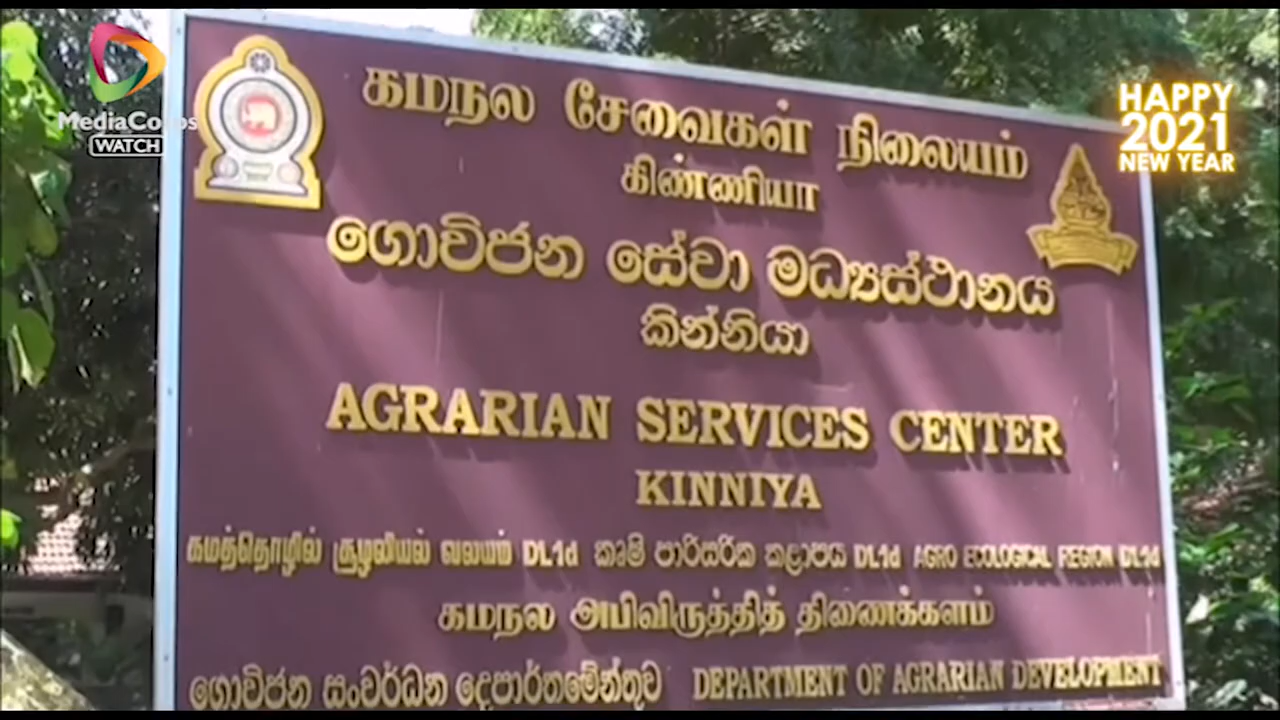 MediaCorps
WATCH
HAPPY
2021
NEW YEAR
கமநல சேவைகள் நிலையம்
கிண்ணியா
ගොවිජන සේවා මධ්‍යස්ථානය
කින්නියා
AGRARIAN SERVICES CENTER
KINNIYA
கமத்தொழில் சூழலியல் வலயம் DL1d කෘෂි පාරිසරික කලාපය DL1d AGRO ECOLOGICAL REGION DL1d
கமநல அபிவிருத்தித் திணைக்களம்
ගොවිජන සංවර්ධන දෙපාර්තමේන්තුව DEPARTMENT OF AGRARIAN DEVELOPMENT